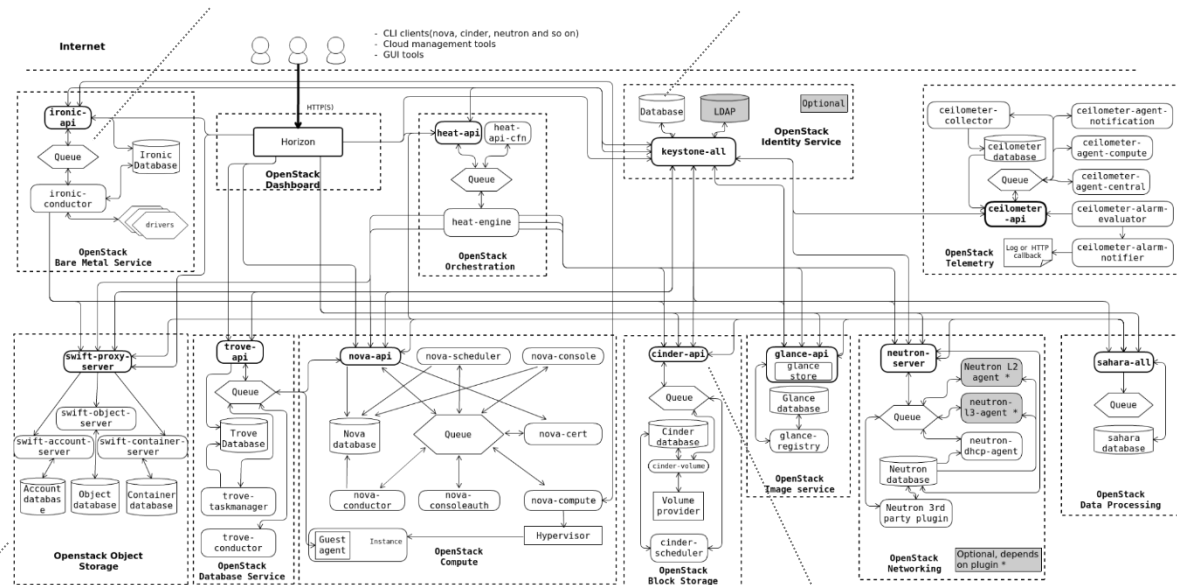 Internet
- CLI clients(nova, cinder, neutron and so on)
- Cloud management tools
- GUI tools
HTTP(S)
ironic-
api
Queue
Ironic
Database
ironic-
conductor
drivers
OpenStack
Bare Metal Service
Horizon
OpenStack
Dashboard
heat-api
heat-
api-cfn
Queue
heat-engine
OpenStack
Orchestration
Database
LDAP
Optional
OpenStack
Identity Service
keystone-all
ceilometer-
collector
ceilometer
database
Queue
ceilometer
-api
ceilometer-agent-
notification
ceilometer-
agent-compute
ceilometer-
agent-central
ceilometer-alarm-
evaluator
Log or HTTP
callback
ceilometer-alarm-
notifier
OpenStack
Telemetry
swift-proxy-
server
swift-object-
server
swift-account-
server
swift-container-
server
Account
databas
e
Object
database
Container
database
Openstack Object
Storage
trove-
api
Queue
Trove
Database
trove-
taskmanager
trove-
conductor
OpenStack
Database Service
nova-api
nova-scheduler
nova-console
Nova
database
Queue
nova-cert
nova-
conductor
nova-
consoleauth
nova-compute
Hypervisor
Guest
agent
Instance
OpenStack
Compute
cinder-api
Queue
Cinder
database
cinder-volume
Volume
provider
cinder-
scheduler
OpenStack
Block Storage
glance-api
glance
store
Glance
database
glance-
registry
OpenStack
Image service
neutron-
server
Neutron L2
agent *
neutron-
l3-agent *
Queue
neutron-
dhcp-agent
Neutron
database
Neutron 3rd
party plugin
OpenStack
Networking
Optional, depends
on plugin *
sahara-all
Queue
sahara
database
OpenStack
Data Processing